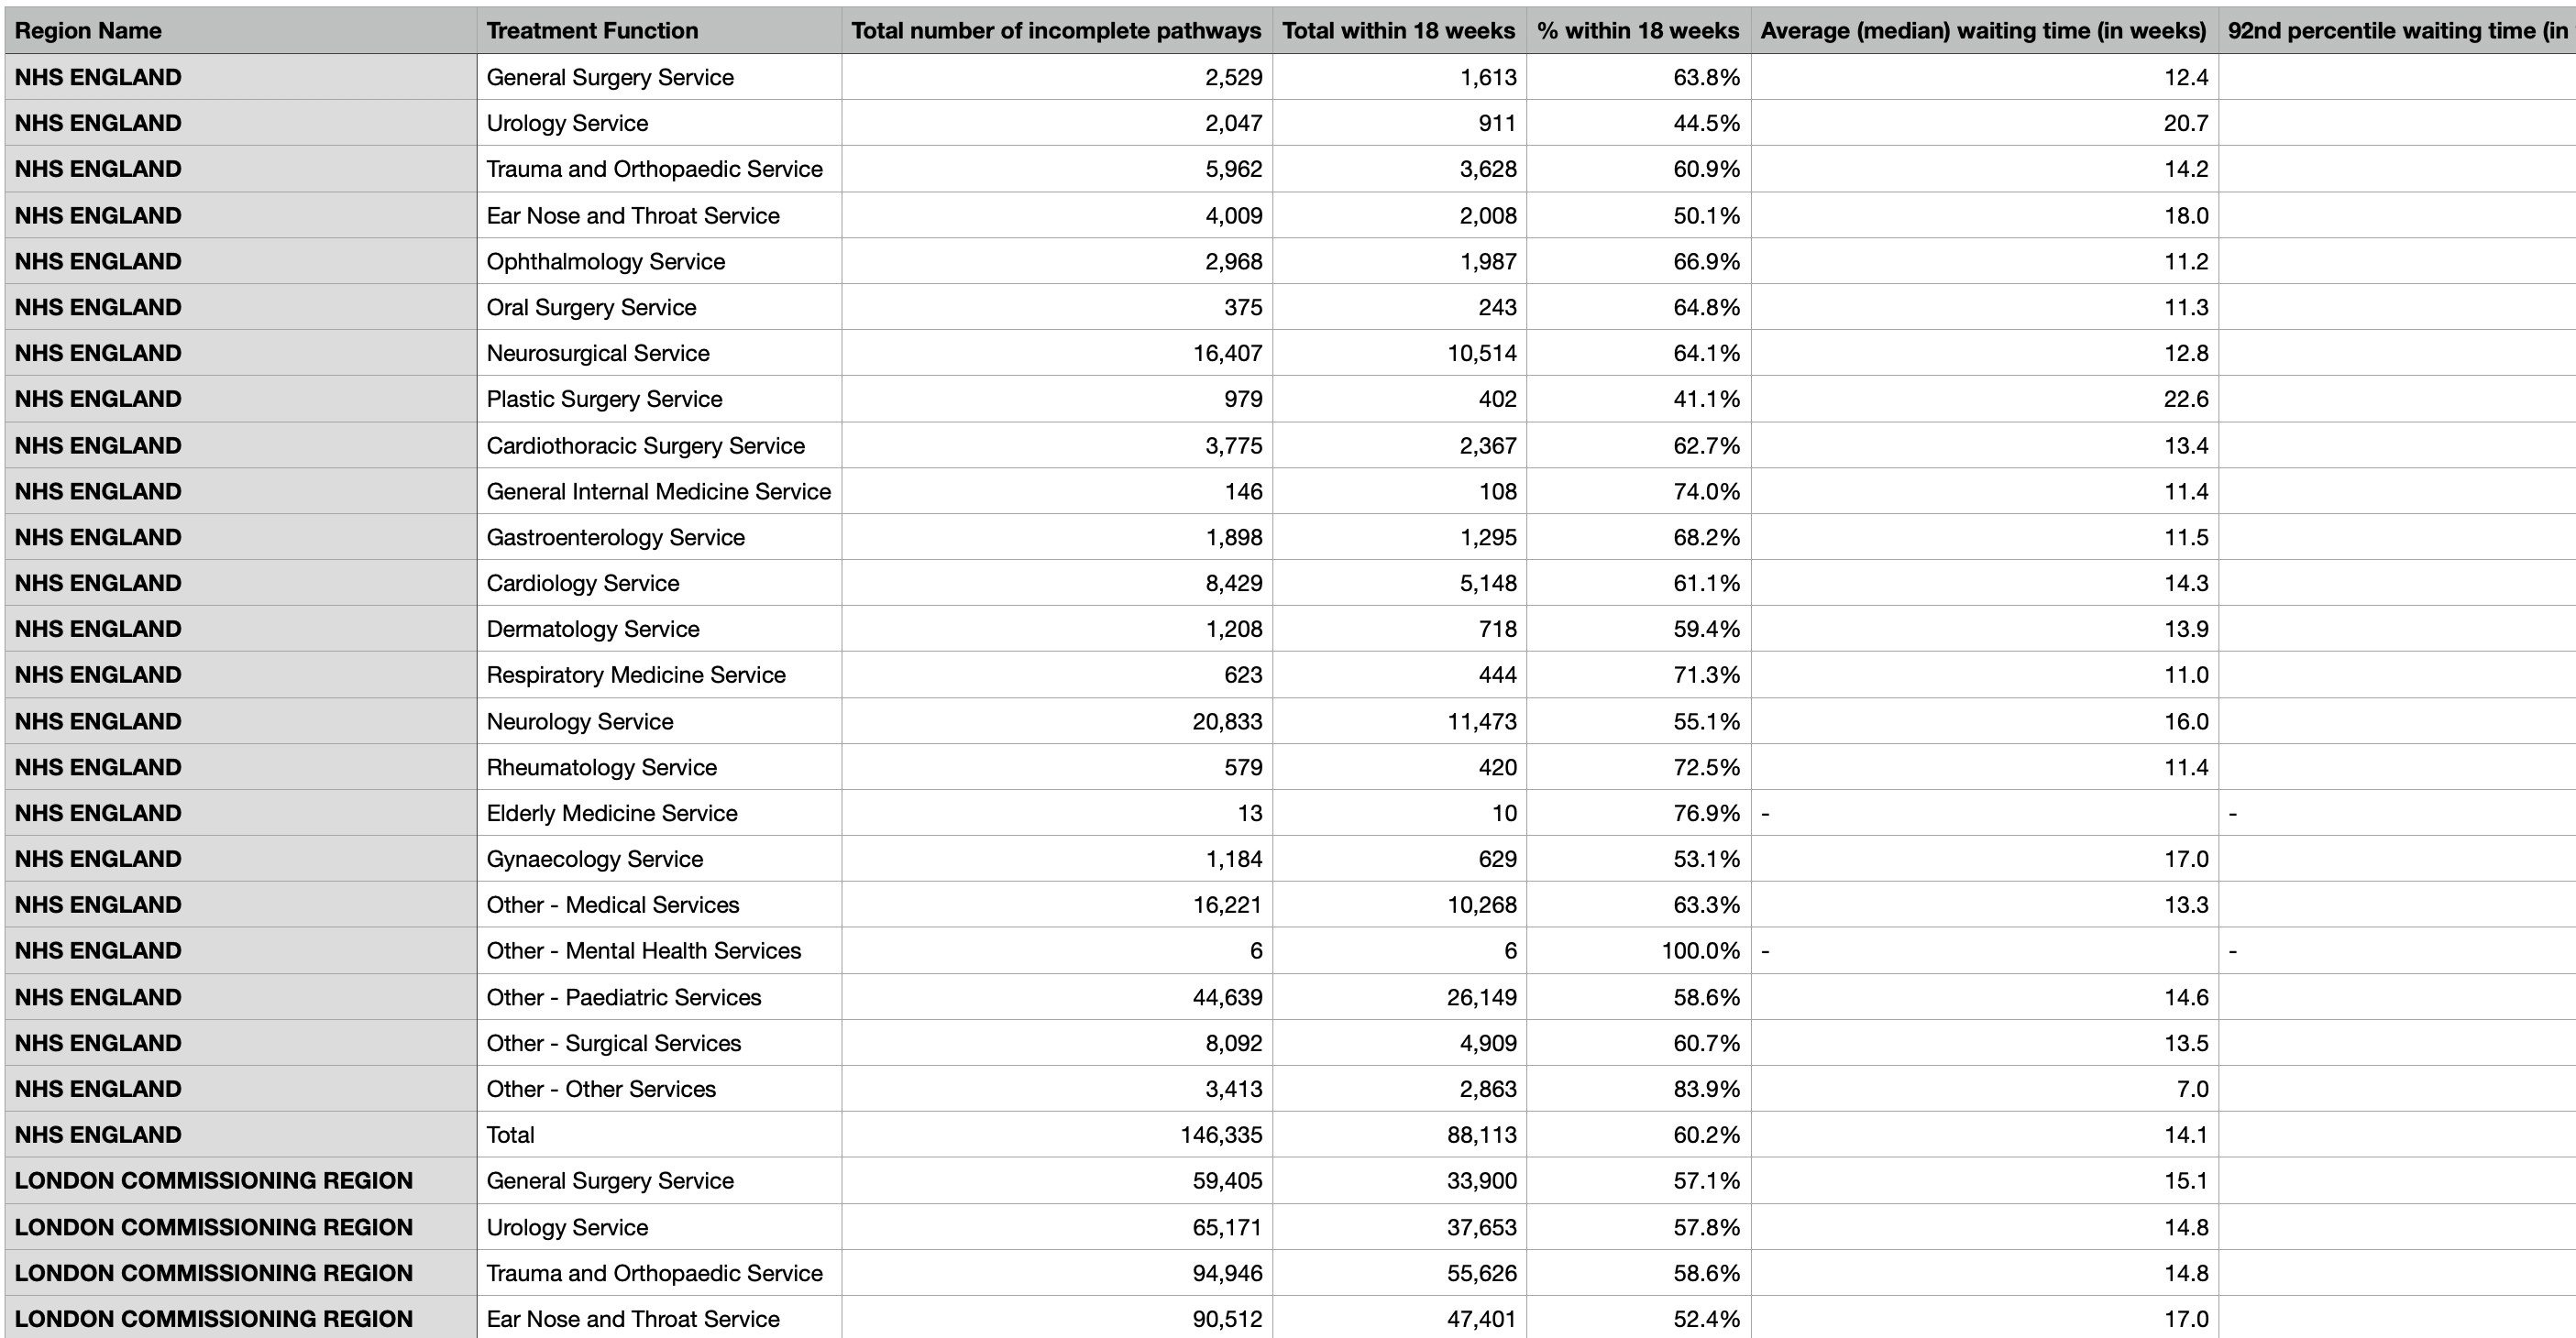 Region Name Treatment Function Total number of incomplete pathways Total within 18 weeks % within 18 weeks Average (median) waiting time (in weeks) 92nd percentile waiting time (in
NHS ENGLAND General Surgery Service 2,529 1,613 63.8% 12.4
NHS ENGLAND Urology Service 2,047 911 44.5% 20.7
NHS ENGLAND Trauma and Orthopaedic Service 5,962 3,628 60.9% 14.2
NHS ENGLAND Ear Nose and Throat Service 4,009 2,008 50.1% 18.0
NHS ENGLAND Ophthalmology Service 2,968 1,987 66.9% 11.2
NHS ENGLAND Oral Surgery Service 375 243 64.8% 11.3
NHS ENGLAND Neurosurgical Service 16,407 10,514 64.1% 12.8
NHS ENGLAND Plastic Surgery Service 979 402 41.1% 22.6
NHS ENGLAND Cardiothoracic Surgery Service 3,775 2,367 62.7% 13.4
NHS ENGLAND General Internal Medicine Service 146 108 74.0% 11.4
NHS ENGLAND Gastroenterology Service 1,898 1,295 68.2% 11.5
NHS ENGLAND Cardiology Service 8,429 5,148 61.1% 14.3
NHS ENGLAND Dermatology Service 1,208 718 59.4% 13.9
NHS ENGLAND Respiratory Medicine Service 623 444 71.3% 11.0
NHS ENGLAND Neurology Service 20,833 11,473 55.1% 16.0
NHS ENGLAND Rheumatology Service 579 420 72.5% 11.4
NHS ENGLAND Elderly Medicine Service 13 10 76.9% - -
NHS ENGLAND Gynaecology Service 1,184 629 53.1% 17.0
NHS ENGLAND Other - Medical Services 16,221 10,268 63.3% 13.3
NHS ENGLAND Other - Mental Health Services 6 6 100.0% - -
NHS ENGLAND Other - Paediatric Services 44,639 26,149 58.6% 14.6
NHS ENGLAND Other - Surgical Services 8,092 4,909 60.7% 13.5
NHS ENGLAND Other - Other Services 3,413 2,863 83.9% 7.0
NHS ENGLAND Total 146,335 88,113 60.2% 14.1
LONDON COMMISSIONING REGION General Surgery Service 59,405 33,900 57.1% 15.1
LONDON COMMISSIONING REGION Urology Service 65,171 37,653 57.8% 14.8
LONDON COMMISSIONING REGION Trauma and Orthopaedic Service 94,946 55,626 58.6% 14.8
LONDON COMMISSIONING REGION Ear Nose and Throat Service 90,512 47,401 52.4% 17.0